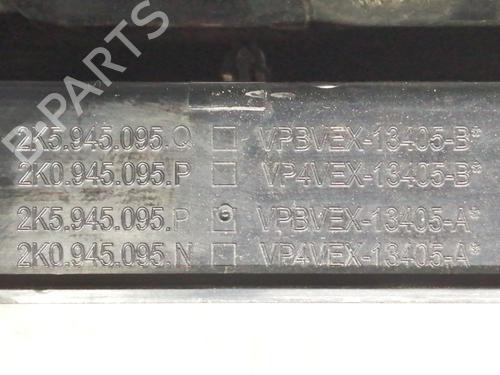 B-PARTS
2K5.945.095.Q □ VPBVEX-13405-B*
2K0.945.095.P □ VP4VEX-13405-B*
2K5.945.095.P □ VPBVEX-13405-A*
2K0.945.095.N □ VP4VEX-13405-A*